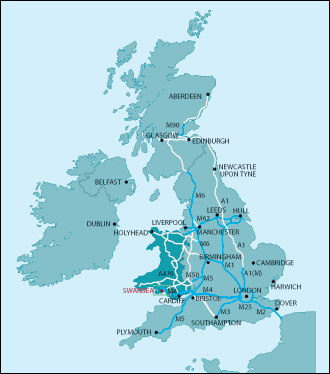 ABERDEEN
M90
GLASGOW
EDINBURGH
NEWCASTLE
UPON TYNE
BELFAST
M6
A1
LEEDS
HULL
DUBLIN
LIVERPOOL
M62
HOLYHEAD
MANCHESTER
M6
A1
BIRMINGHAM
CAMBRIDGE
M1
A470
M50
M5
A1(M)
HARWICH
SWANSEA
M4
M4
LONDON
CARDIFF
BRISTOL
M25
DOVER
M5
M3
M2
PLYMOUTH
SOUTHAMPTON